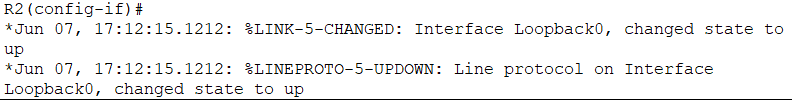 R2(config-if)#
*Jun 07, 17:12:15.1212: %LINK-5-CHANGED: Interface Loopback0, changed state to
up
*Jun 07, 17:12:15.1212: %LINEPROTO-5-UPDOWN: Line protocol on Interface
Loopback0, changed state to up